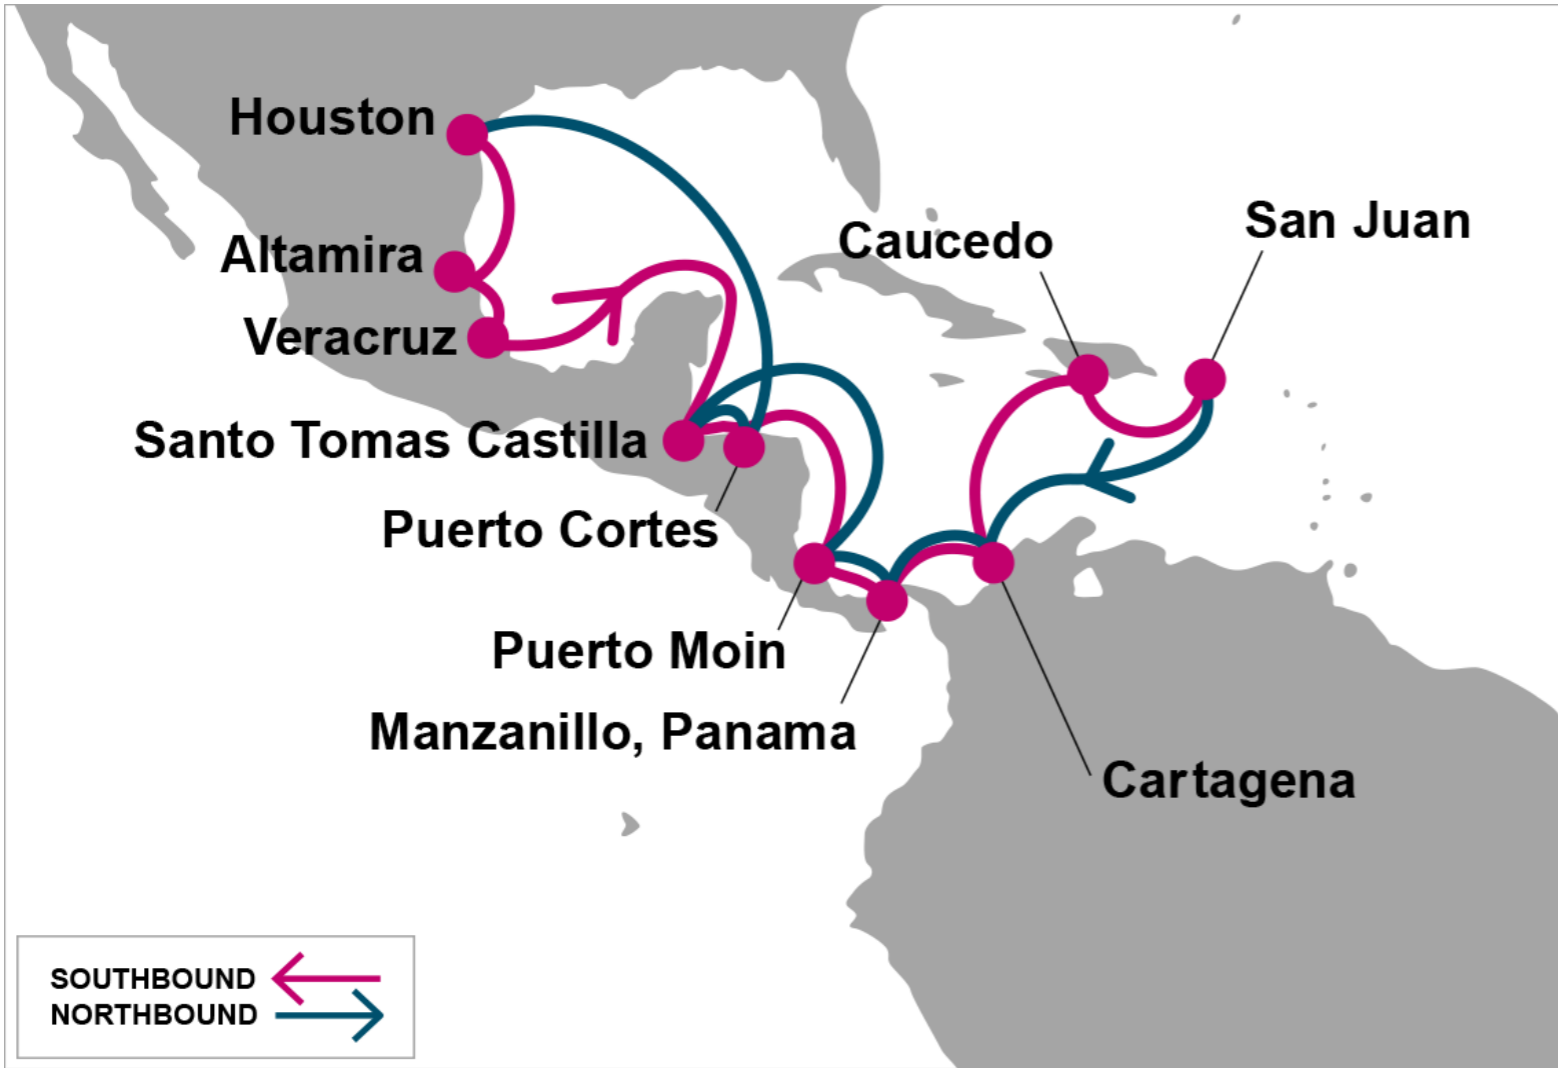 Houston
Altamira
Veracruz
Santo Tomas Castilla
Puerto Cortes
Caucedo
San Juan
Puerto Moin
Manzanillo, Panama
Cartagena
SOUTHBOUND
NORTHBOUND